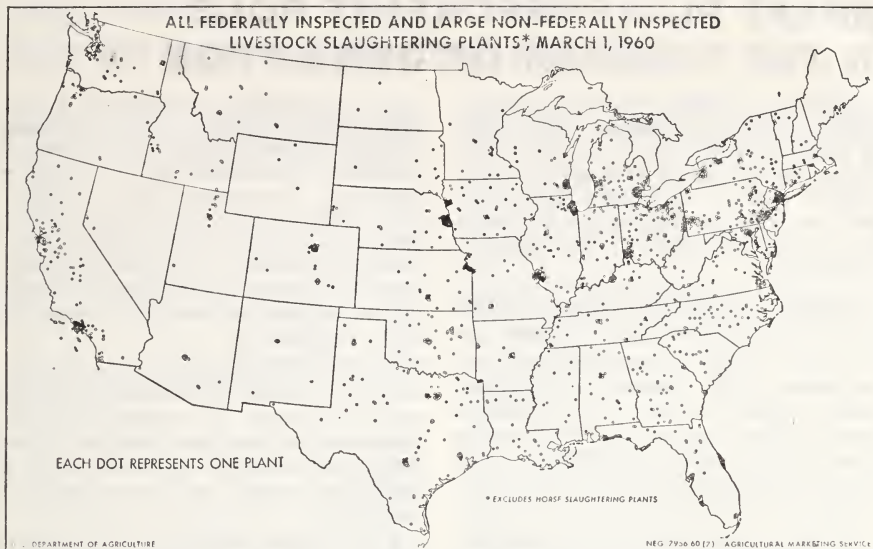 ALL FEDERALLY INSPECTED AND LARGE NON-FEDERALLY INSPECTED
LIVESTOCK SLAUGHTERING PLANTS*, MARCH 1, 1960
EACH DOT REPRESENTS ONE PLANT
* EXCLUDES HORSE SLAUGHTERING PLANTS
DEPARTMENT OF AGRICULTURE
NEG. 7956-60 (7) AGRICULTURAL MARKETING SERVICE